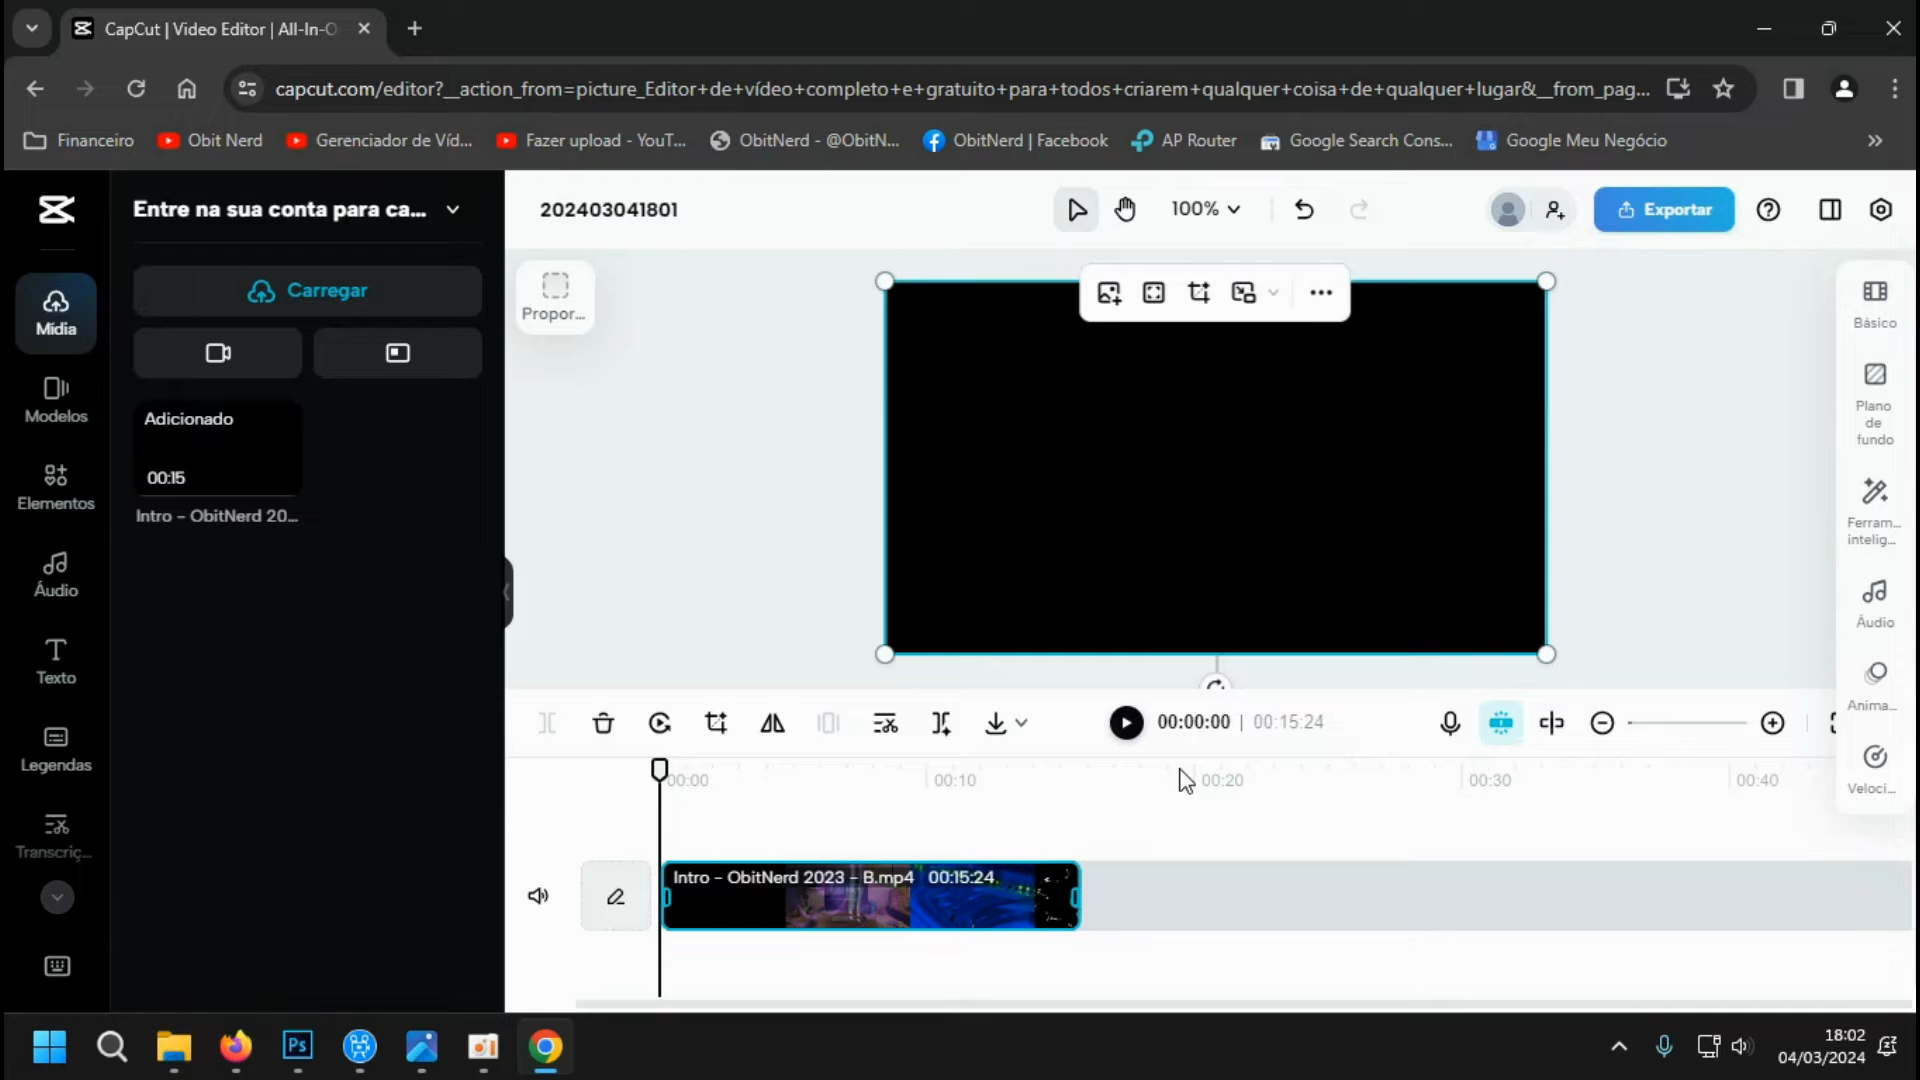 CapCut | Video Editor | All-In-O
capcut.com/editor?__action_from=picture_Editor+de+vídeo+completo+e+gratuito+para+todos+criarem+qualquer+coisa+de+qualquer+lugar&__from_pag...
Financeiro
Obit Nerd
Gerenciador de Víd...
Fazer upload - YouT...
ObitNerd - @ObitN...
ObitNerd | Facebook
AP Router
Google Search Cons...
Google Meu Negócio
Entre na sua conta para ca...
202403041801
100%
Exportar
Carregar
Mídia
Propor...
Básico
Modelos
Adicionado
00:15
Intro - ObitNerd 20...
Plano
de
fundo
Elementos
Ferram...
intelig...
Áudio
Áudio
Texto
Anima...
Legendas
00:00:00 | 00:15:24
00:00
00:10
00:20
00:30
00:40
Veloci...
Transcriç...
Intro - ObitNerd 2023 - B.mp4 00:15:24
Ps
18:02
04/03/2024